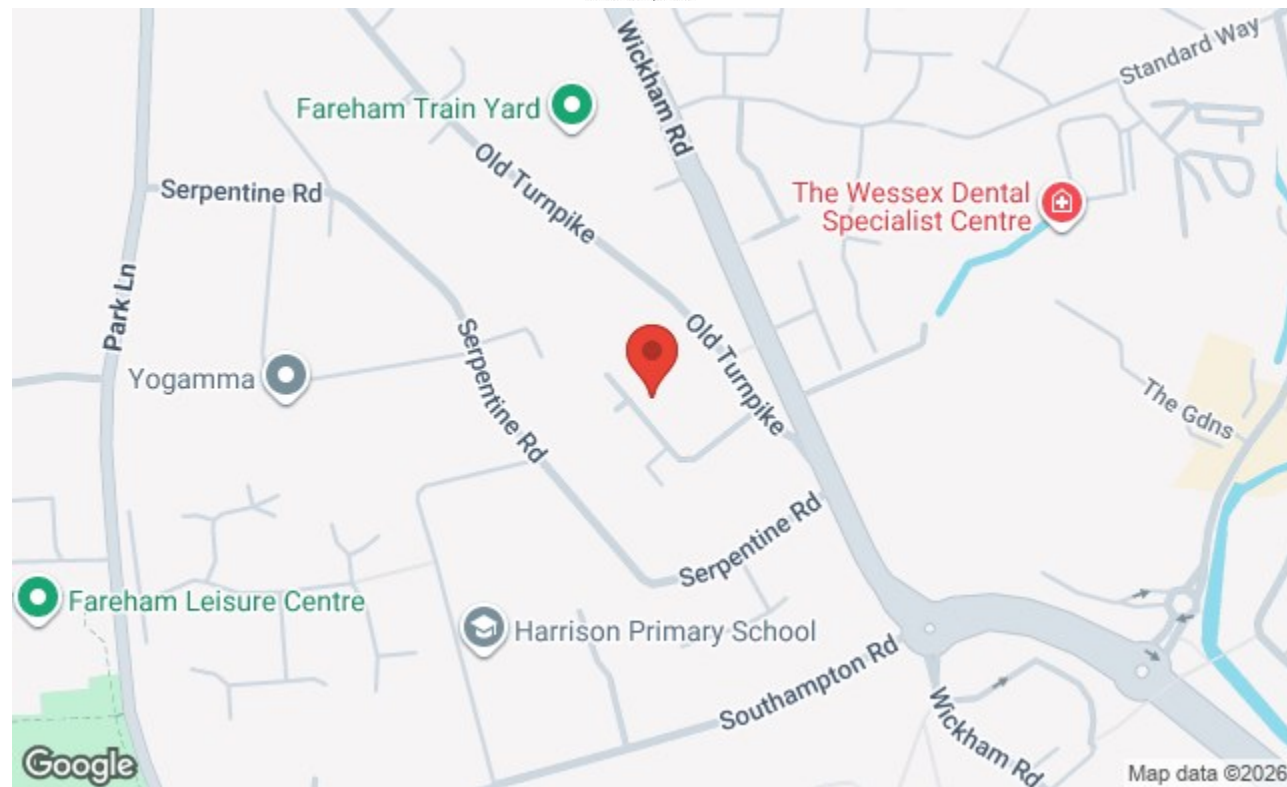 Wickham Rd
Standard Way
Fareham Train Yard
Old Turnpike
Serpentine Rd
The Wessex Dental
Specialist Centre
Park Ln
Serpentine Rd
Old Turnpike
Yogamma
The Gdns
Serpentine Rd
Fareham Leisure Centre
Harrison Primary School
Southampton Rd
Wickham Rd
Google
Map data ©2026